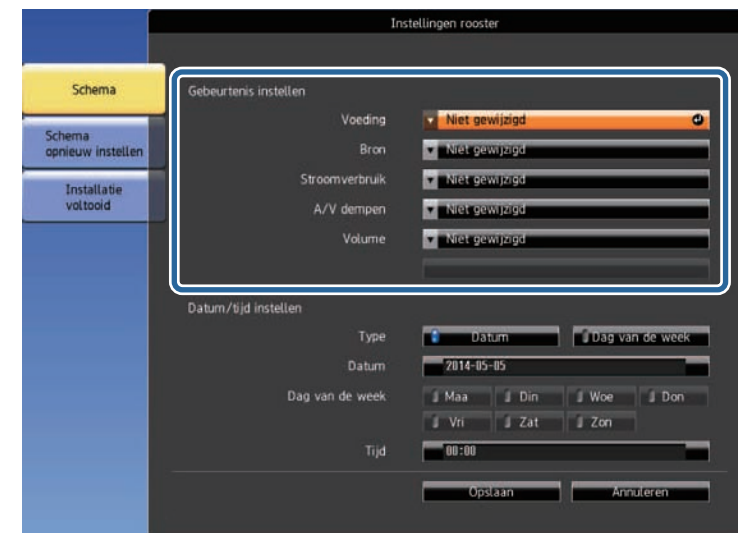 Instellingen rooster
Schema
Schema
opnieuw instellen
Installatie
voltooid
Gebeurtenis instellen
Voeding Niet gewijzigd
Bron Niet gewijzigd
Stroomverbruik Niet gewijzigd
A/V dempen Niet gewijzigd
Volume Niet gewijzigd
Datum/tijd instellen
Type Datum Dag van de week
Datum 2014-05-05
Dag van de week Maa Din Woe Don
Vri Zat Zon
Tijd 00:00
Opslaan Annuleren